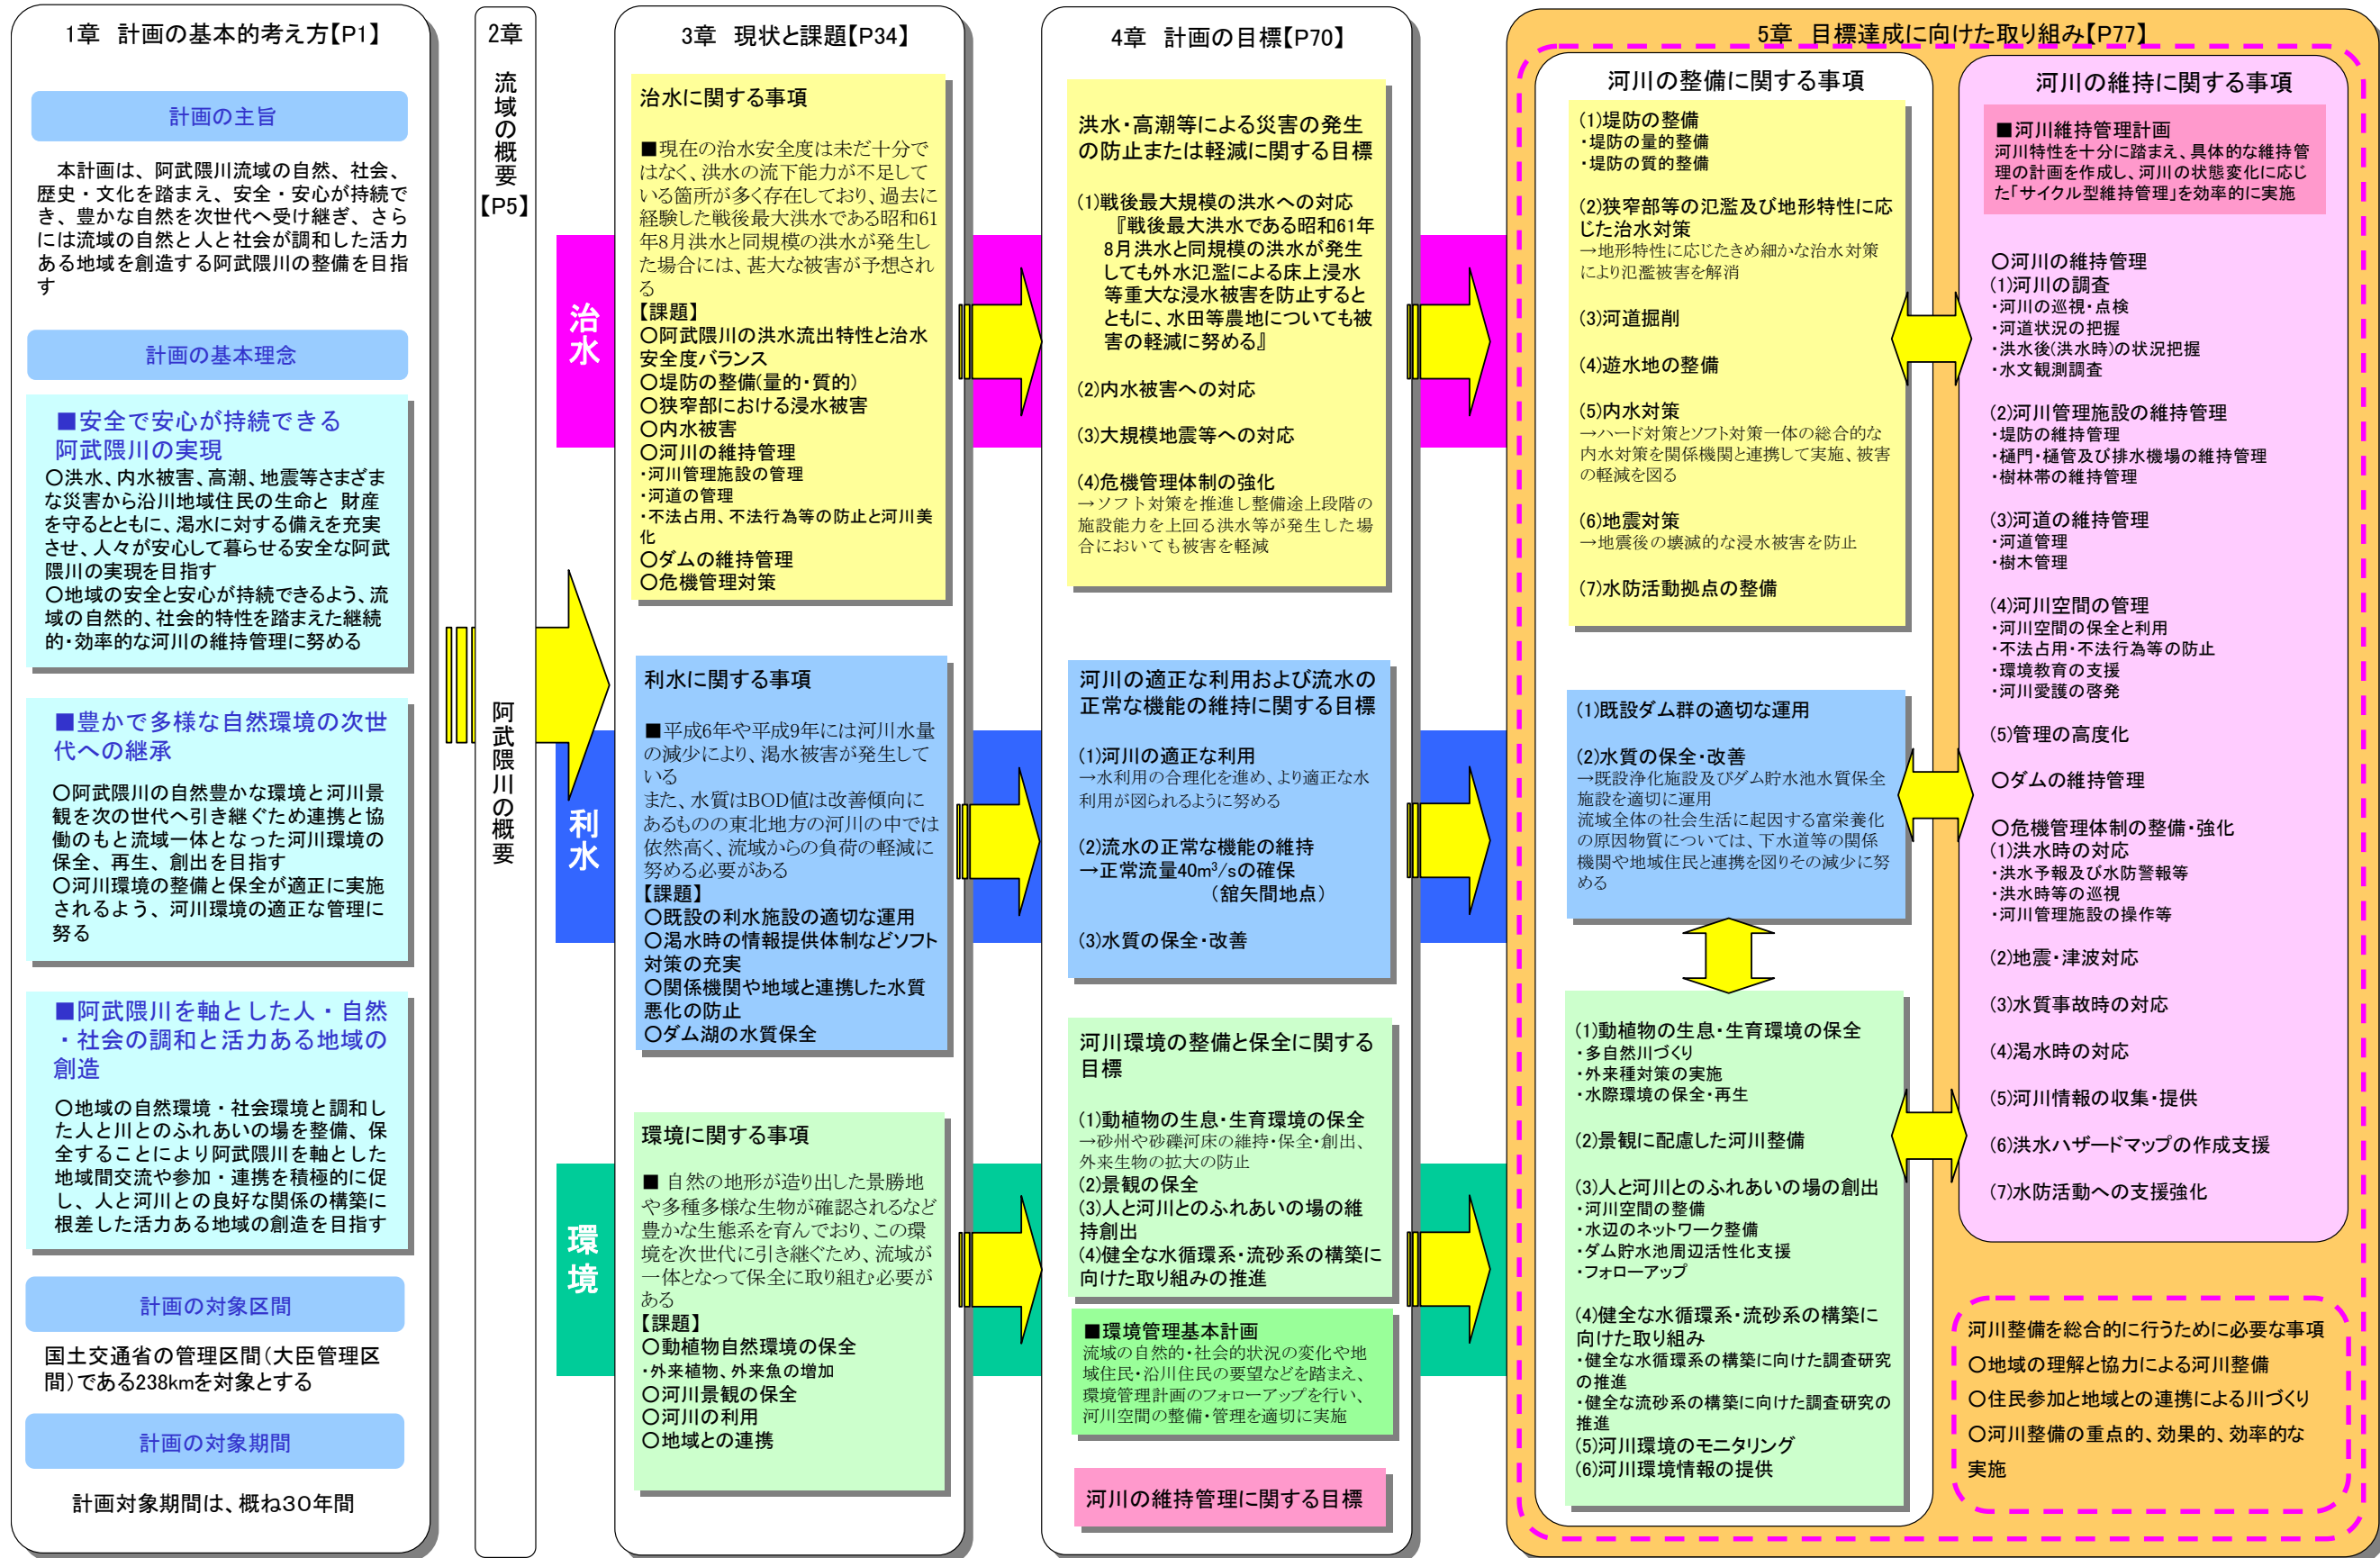 1章 計画の基本的考え方【P1】
計画の主旨
本計画は、阿武隈川流域の自然、社会、
歴史・文化を踏まえ、安全・安心が持続で
き、豊かな自然を次世代へ受け継ぎ、さら
には流域の自然と人と社会が調和した活力
ある地域を創造する阿武隈川の整備を目指
す
計画の基本理念
■安全で安心が持続できる
阿武隈川の実現
○洪水、内水被害、高潮、地震等さまざま
な災害から沿川地域住民の生命と 財産
を守るとともに、渇水に対する備えを充実
させ、人々が安心して暮らせる安全な阿武
隈川の実現を目指す
○地域の安全と安心が持続できるよう、流
域の自然的、社会的特性を踏まえた継続
的・効率的な河川の維持管理に努める
■豊かで多様な自然環境の次世
代への継承
○阿武隈川の自然豊かな環境と河川景
観を次の世代へ引き継ぐため連携と協
働のもと流域一体となった河川環境の
保全、再生、創出を目指す
○河川環境の整備と保全が適正に実施
されるよう、河川環境の適正な管理に
努る
■阿武隈川を軸とした人・自然
・社会の調和と活力ある地域の
創造
○地域の自然環境・社会環境と調和し
た人と川とのふれあいの場を整備、保
全することにより阿武隈川を軸とした
地域間交流や参加・連携を積極的に促
し、人と河川との良好な関係の構築に
根差した活力ある地域の創造を目指す
計画の対象区間
国土交通省の管理区間(大臣管理区
間)である238kmを対象とする
計画の対象期間
計画対象期間は、概ね30年間
2章
流域の概要
【P5】
阿武隈川の概要
治水
利水
環境
3章 現状と課題【P34】
治水に関する事項
■現在の治水安全度は未だ十分で
はなく、洪水の流下能力が不足して
いる箇所が多く存在しており、過去に
経験した戦後最大洪水である昭和61
年8月洪水と同規模の洪水が発生し
た場合には、甚大な被害が予想され
る
【課題】
○阿武隈川の洪水流出特性と治水
安全度バランス
○堤防の整備(量的・質的)
○狭窄部における浸水被害
○内水被害
○河川の維持管理
・河川管理施設の管理
・河道の管理
・不法占用、不法行為等の防止と河川美
化
○ダムの維持管理
○危機管理対策
利水に関する事項
■平成6年や平成9年には河川水量
の減少により、渇水被害が発生して
いる
また、水質はBOD値は改善傾向に
あるものの東北地方の河川の中では
依然高く、流域からの負荷の軽減に
努める必要がある
【課題】
○既設の利水施設の適切な運用
○渇水時の情報提供体制などソフト
対策の充実
○関係機関や地域と連携した水質
悪化の防止
○ダム湖の水質保全
環境に関する事項
■ 自然の地形が造り出した景勝地
や多種多様な生物が確認されるなど
豊かな生態系を育んでおり、この環
境を次世代に引き継ぐため、流域が
一体となって保全に取り組む必要が
ある
【課題】
○動植物自然環境の保全
・外来植物、外来魚の増加
○河川景観の保全
○河川の利用
○地域との連携
4章 計画の目標【P70】
洪水・高潮等による災害の発生
の防止または軽減に関する目標
(1)戦後最大規模の洪水への対応
『戦後最大洪水である昭和61年
8月洪水と同規模の洪水が発生
しても外水氾濫による床上浸水
等重大な浸水被害を防止すると
ともに、水田等農地についても被
害の軽減に努める』
(2)内水被害への対応
(3)大規模地震等への対応
(4)危機管理体制の強化
→ソフト対策を推進し整備途上段階の
施設能力を上回る洪水等が発生した場
合においても被害を軽減
河川の適正な利用および流水の
正常な機能の維持に関する目標
(1)河川の適正な利用
→水利用の合理化を進め、より適正な水
利用が図られるように努める
(2)流水の正常な機能の維持
→正常流量40m³/sの確保
(舘矢間地点)
(3)水質の保全・改善
河川環境の整備と保全に関する
目標
(1)動植物の生息・生育環境の保全
→砂州や砂礫河床の維持・保全・創出、
外来生物の拡大の防止
(2)景観の保全
(3)人と河川とのふれあいの場の維
持創出
(4)健全な水循環系・流砂系の構築に
向けた取り組みの推進
■環境管理基本計画
流域の自然的・社会的状況の変化や地
域住民・沿川住民の要望などを踏まえ、
環境管理計画のフォローアップを行い、
河川空間の整備・管理を適切に実施
河川の維持管理に関する目標
5章 目標達成に向けた取り組み【P77】
河川の整備に関する事項
(1)堤防の整備
・堤防の量的整備
・堤防の質的整備
(2)狭窄部等の氾濫及び地形特性に応
じた治水対策
→地形特性に応じたきめ細かな治水対策
により氾濫被害を解消
(3)河道掘削
(4)遊水地の整備
(5)内水対策
→ハード対策とソフト対策一体の総合的な
内水対策を関係機関と連携して実施、被害
の軽減を図る
(6)地震対策
→地震後の壊滅的な浸水被害を防止
(7)水防活動拠点の整備
(1)既設ダム群の適切な運用
(2)水質の保全・改善
→既設浄化施設及びダム貯水池水質保全
施設を適切に運用
流域全体の社会生活に起因する富栄養化
の原因物質については、下水道等の関係
機関や地域住民と連携を図りその減少に努
める
(1)動植物の生息・生育環境の保全
・多自然川づくり
・外来種対策の実施
・水際環境の保全・再生
(2)景観に配慮した河川整備
(3)人と河川とのふれあいの場の創出
・河川空間の整備
・水辺のネットワーク整備
・ダム貯水池周辺活性化支援
・フォローアップ
(4)健全な水循環系・流砂系の構築に
向けた取り組み
・健全な水循環系の構築に向けた調査研究
の推進
・健全な流砂系の構築に向けた調査研究の
推進
(5)河川環境のモニタリング
(6)河川環境情報の提供
河川の維持に関する事項
■河川維持管理計画
河川特性を十分に踏まえ、具体的な維持管
理の計画を作成し、河川の状態変化に応じ
た「サイクル型維持管理」を効率的に実施
○河川の維持管理
(1)河川の調査
・河川の巡視・点検
・河道状況の把握
・洪水後(洪水時)の状況把握
・水文観測調査
(2)河川管理施設の維持管理
・堤防の維持管理
・樋門・樋管及び排水機場の維持管理
・樹林帯の維持管理
(3)河道の維持管理
・河道管理
・樹木管理
(4)河川空間の管理
・河川空間の保全と利用
・不法占用・不法行為等の防止
・環境教育の支援
・河川愛護の啓発
(5)管理の高度化
○ダムの維持管理
○危機管理体制の整備・強化
(1)洪水時の対応
・洪水予報及び水防警報等
・洪水時等の巡視
・河川管理施設の操作等
(2)地震・津波対応
(3)水質事故時の対応
(4)渇水時の対応
(5)河川情報の収集・提供
(6)洪水ハザードマップの作成支援
(7)水防活動への支援強化
河川整備を総合的に行うために必要な事項
○地域の理解と協力による河川整備
○住民参加と地域との連携による川づくり
○河川整備の重点的、効果的、効率的な
実施